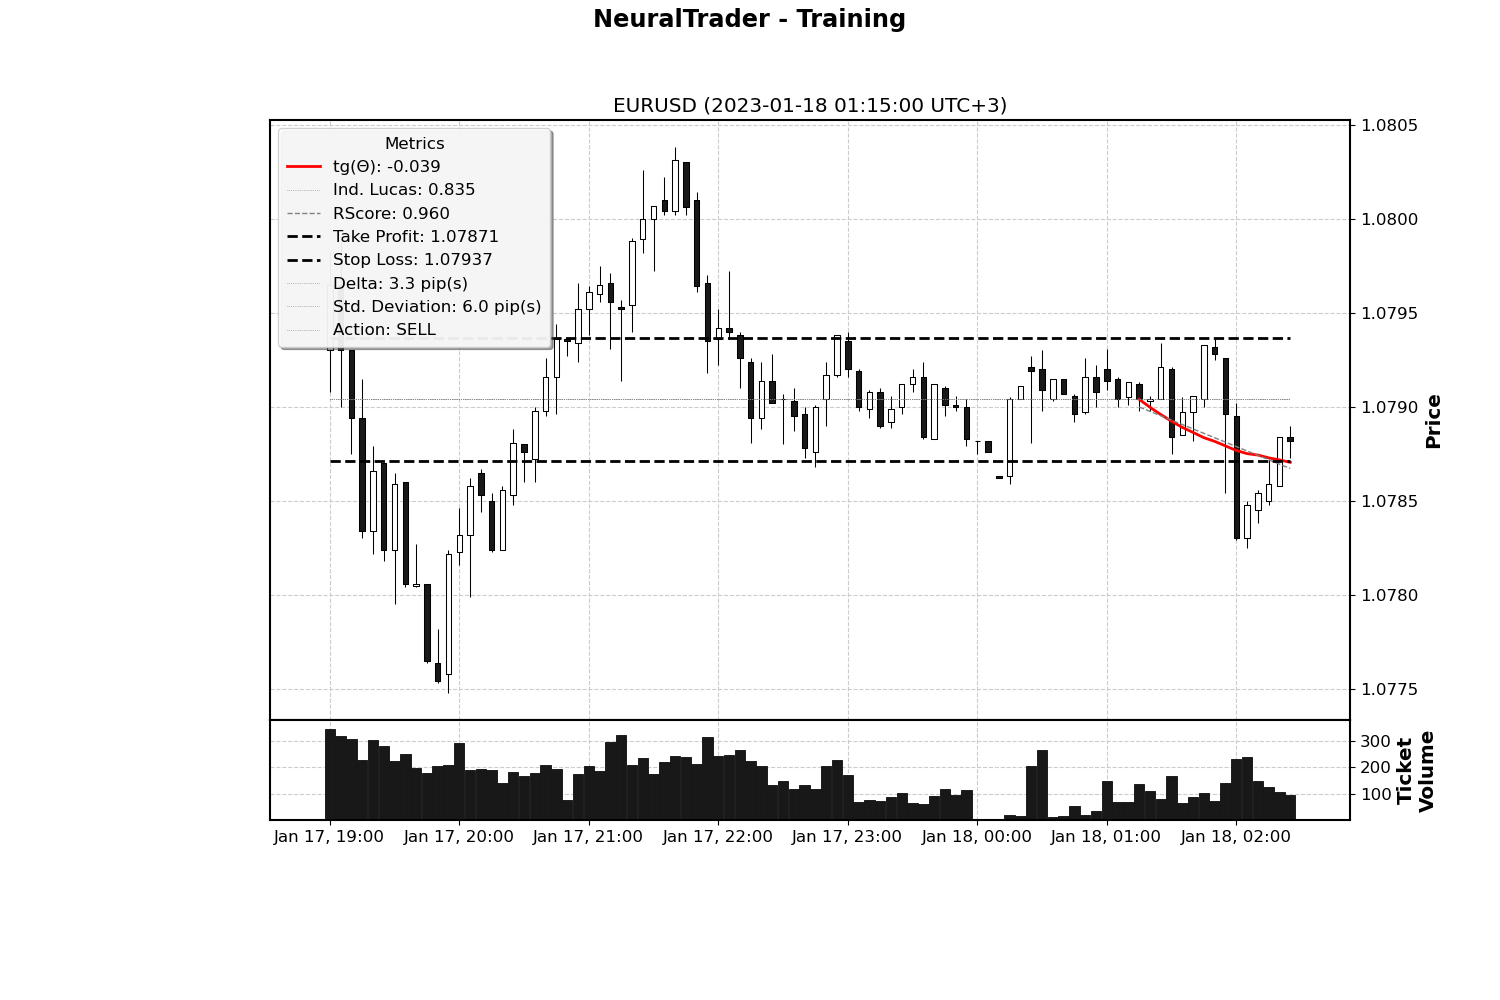 NeuralTrader - Training
EURUSD (2023-01-18 01:15:00 UTC+3)
Metrics
tg(Θ): -0.039
Ind. Lucas: 0.835
RScore: 0.960
Take Profit: 1.07871
Stop Loss: 1.07937
Delta: 3.3 pip(s)
Std. Deviation: 6.0 pip(s)
Action: SELL
1.0805
1.0800
1.0795
1.0790
1.0785
1.0780
1.0775
Price
300
200
100
Ticket
Volume
Jan 17, 19:00
Jan 17, 20:00
Jan 17, 21:00
Jan 17, 22:00
Jan 17, 23:00
Jan 18, 00:00
Jan 18, 01:00
Jan 18, 02:00